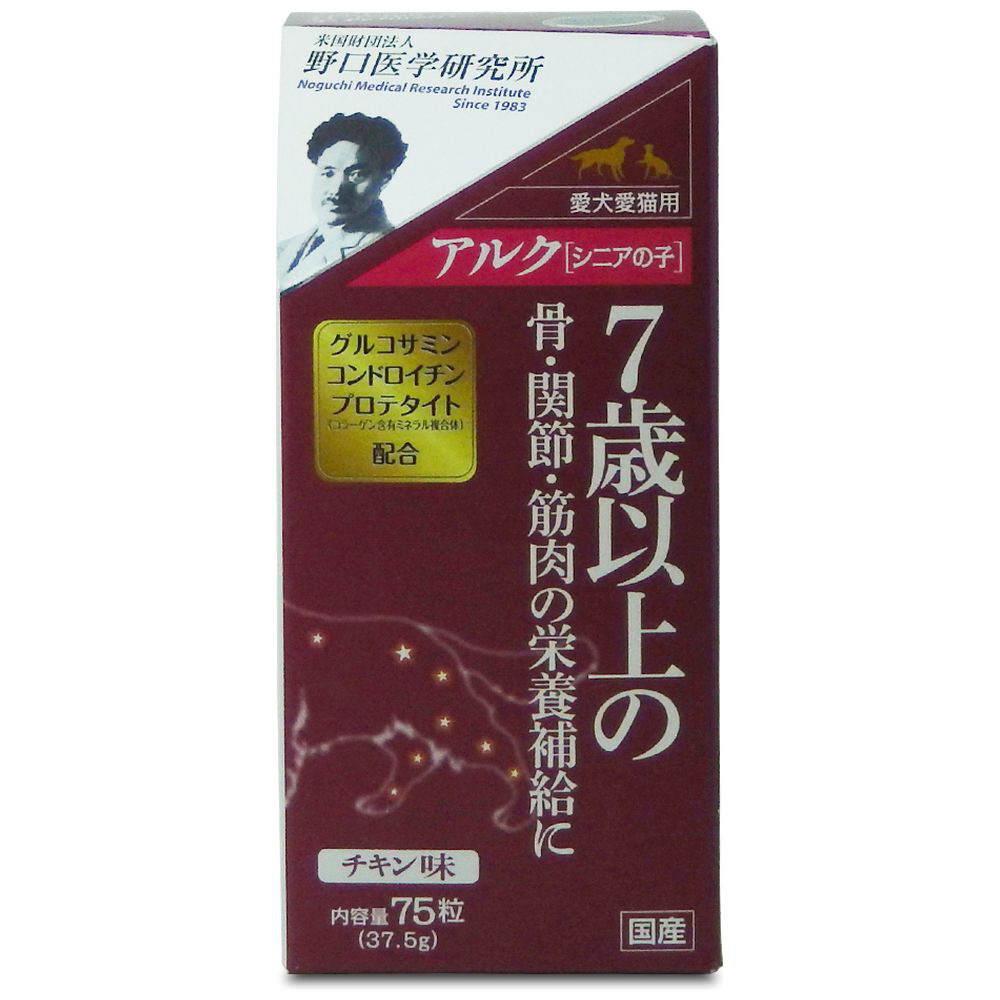 米国財団法人
野口医学研究所
Noguchi Medical Research Institute
Since 1983
愛犬愛猫用
アルク[シニアの子]
7歳以上の
骨・関節・筋肉の栄養補給に
グルコサミン
コンドロイチン
プロテタイト
(コラーゲン含有ミネラル複合体)
配合
チキン味
内容量75粒
(37.5g)
国産